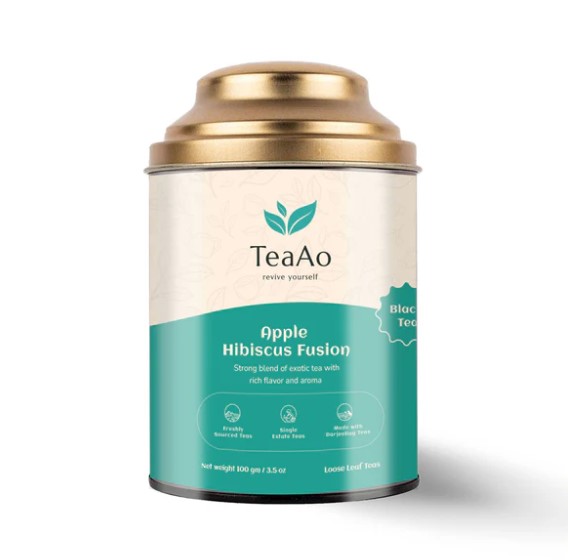 TeaAo
revive yourself
Black
Tea
Apple
Hibiscus Fusion
Strong blend of exotic tea with
rich flavor and aroma
Freshly
Sourced Teas
Single
Estate Teas
Made with
Darjeeling Teas
Net weight 100 gm / 3.5 oz
Loose Leaf Teas